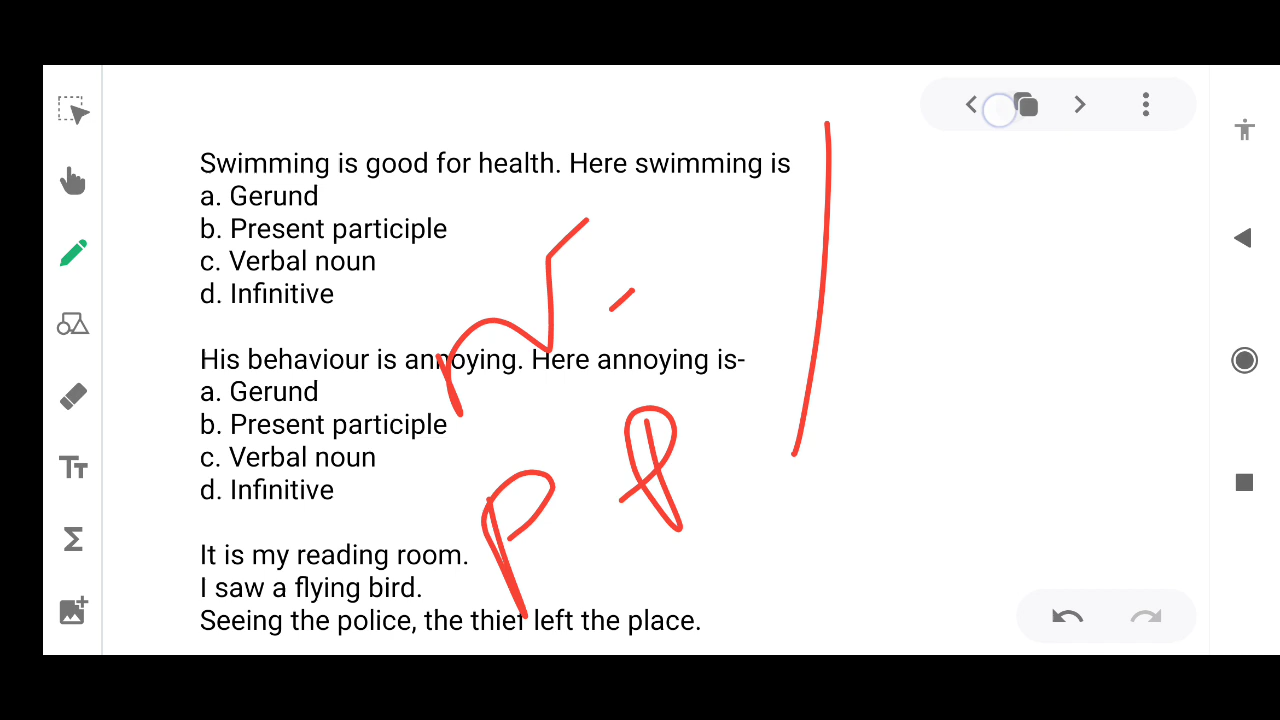 Swimming is good for health. Here swimming is
a. Gerund
b. Present participle
c. Verbal noun
d. Infinitive
His behaviour is annoying. Here annoying is-
a. Gerund
b. Present participle
c. Verbal noun
d. Infinitive
It is my reading room.
I saw a flying bird.
Seeing the police, the thief left the place.